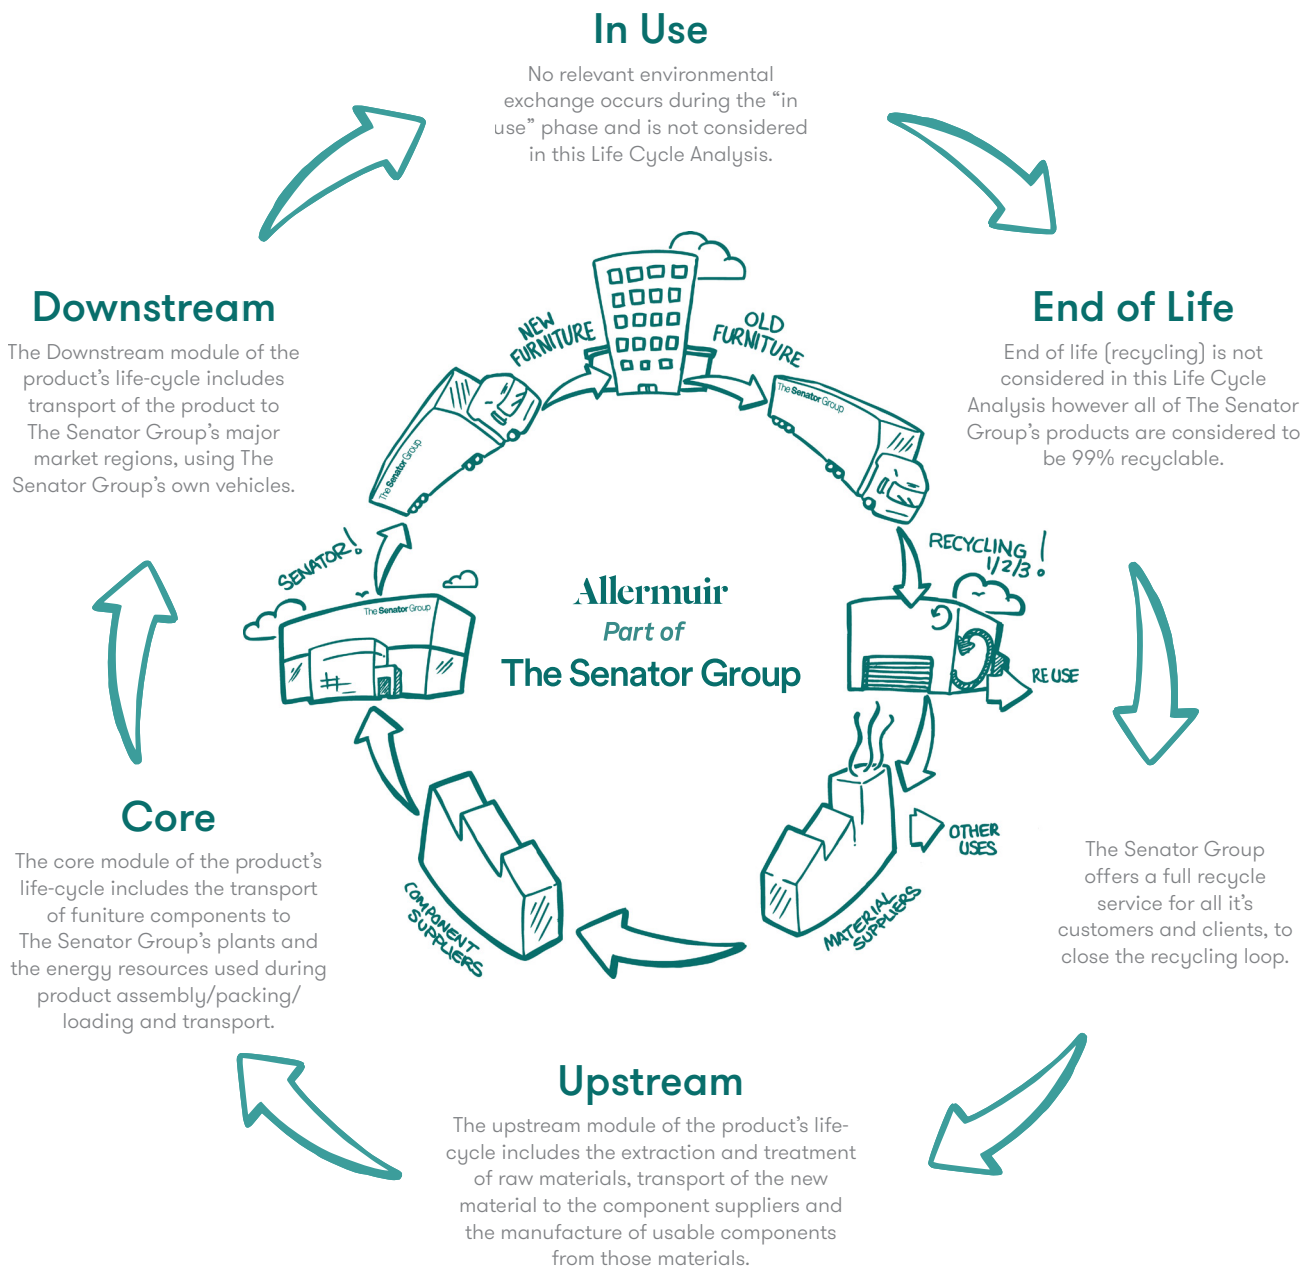 In Use
No relevant environmental
exchange occurs during the “in
use” phase and is not considered
in this Life Cycle Analysis.
Downstream
The Downstream module of the
product’s life-cycle includes
transport of the product to
The Senator Group’s major
market regions, using The
Senator Group’s own vehicles.
End of Life
End of life (recycling) is not
considered in this Life Cycle
Analysis however all of The Senator
Group’s products are considered to
be 99% recyclable.
NEW
FURNITURE
OLD
FURNITURE
The Senator Group
The Senator Group
SENATOR!
RECYCLING
1/2/3!
The Senator Group
Allermuir
Part of
The Senator Group
RE USE
OTHER
USES
COMPONENT
SUPPLIERS
MATERIAL
SUPPLIERS
Core
The core module of the product’s
life-cycle includes the transport
of funiture components to
The Senator Group’s plants and
the energy resources used during
product assembly/packing/
loading and transport.
The Senator Group
offers a full recycle
service for all it’s
customers and clients, to
close the recycling loop.
Upstream
The upstream module of the product’s life-
cycle includes the extraction and treatment
of raw materials, transport of the new
material to the component suppliers and
the manufacture of usable components
from those materials.